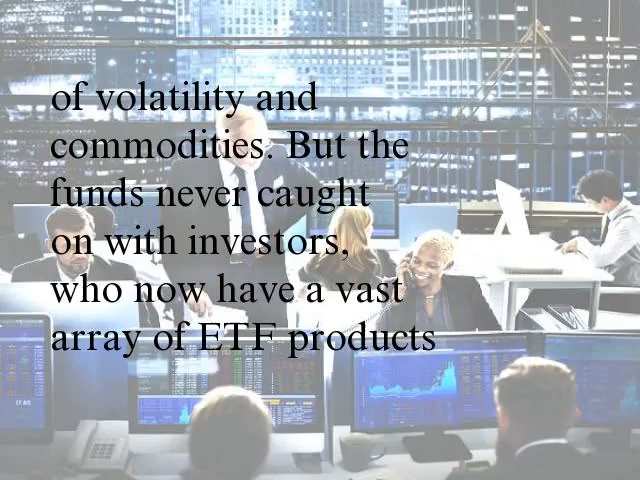 of volatility and
commodities. But the
funds never caught
on with investors,
who now have a vast
array of ETF products